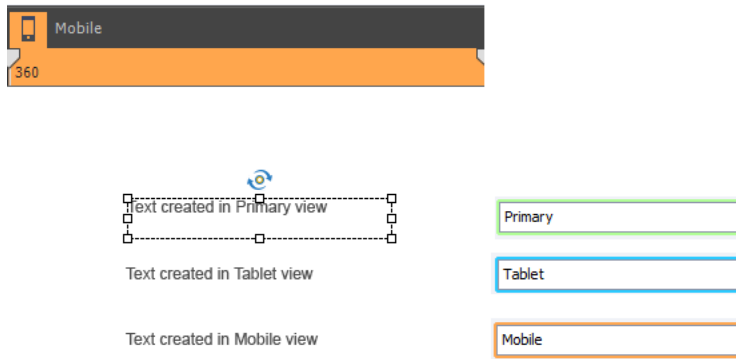 Mobile
360
Text created in Primary view
Primary
Text created in Tablet view
Tablet
Text created in Mobile view
Mobile